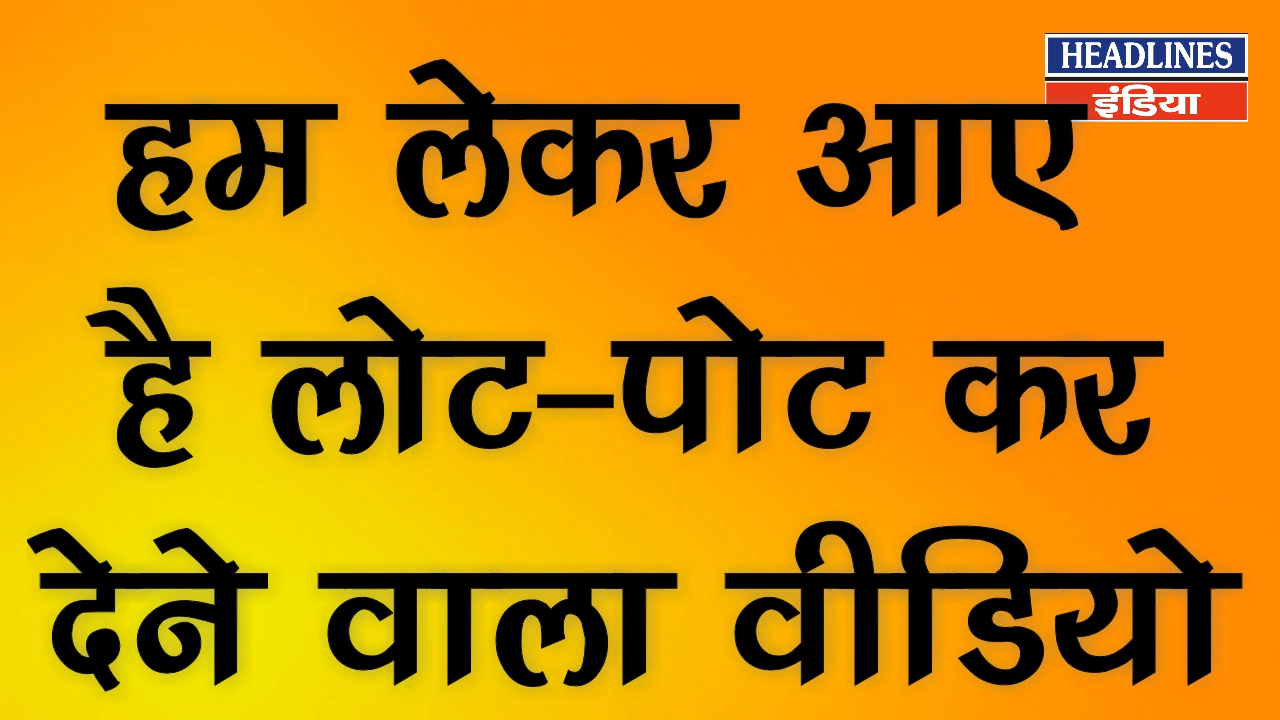 HEADLINES
इंडिया
हम लेकर आए
है लोट-पोट कर
देने वाला वीडियो